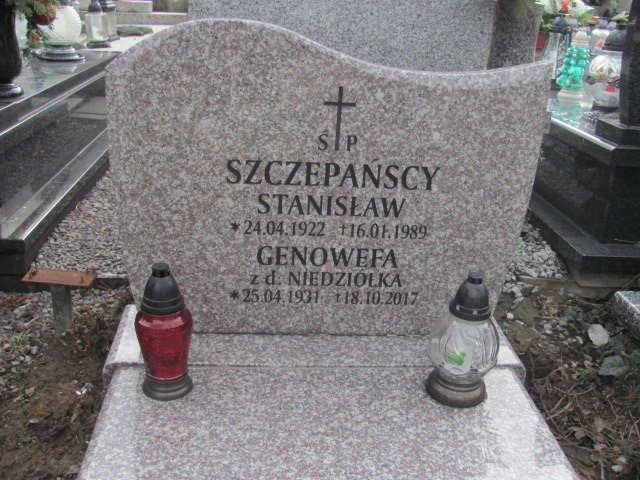 Ś P
SZCZEPAŃSCY
STANISŁAW
*24.04.1922 †16.01.1989
GENOWEFA
z d. NIEDZIÓŁKA
*25.04.1931 †18.10.2017